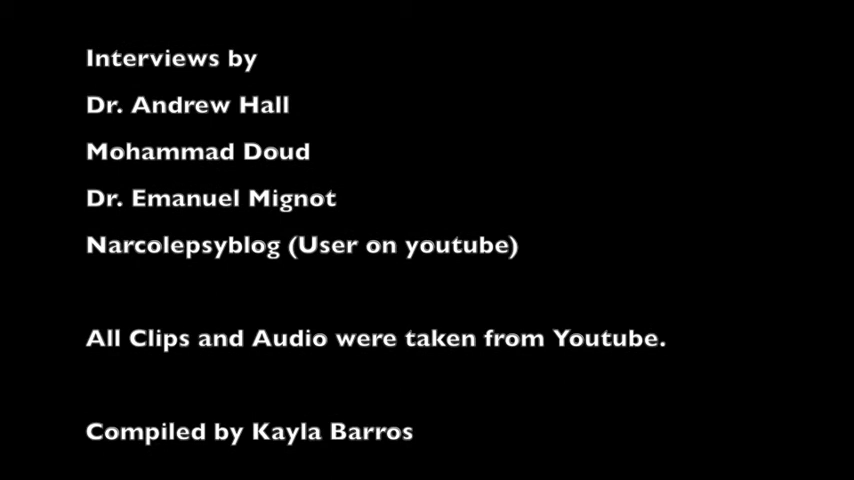 Interviews by
Dr. Andrew Hall
Mohammad Doud
Dr. Emanuel Mignot
Narcolepsyblog (User on youtube)
All Clips and Audio were taken from Youtube.
Compiled by Kayla Barros